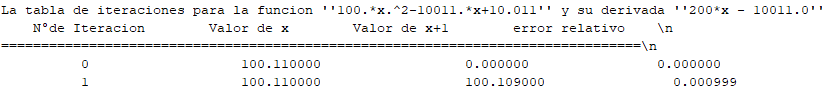 La tabla de iteraciones para la funcion ''100.*x.^2-10011.*x+10.011'' y su derivada ''200*x - 10011.0''
N°de Iteracion Valor de x Valor de x+1 error relativo \n
================================================================================\n
0 100.110000 0.000000 0.000000
1 100.110000 100.109000 0.000999